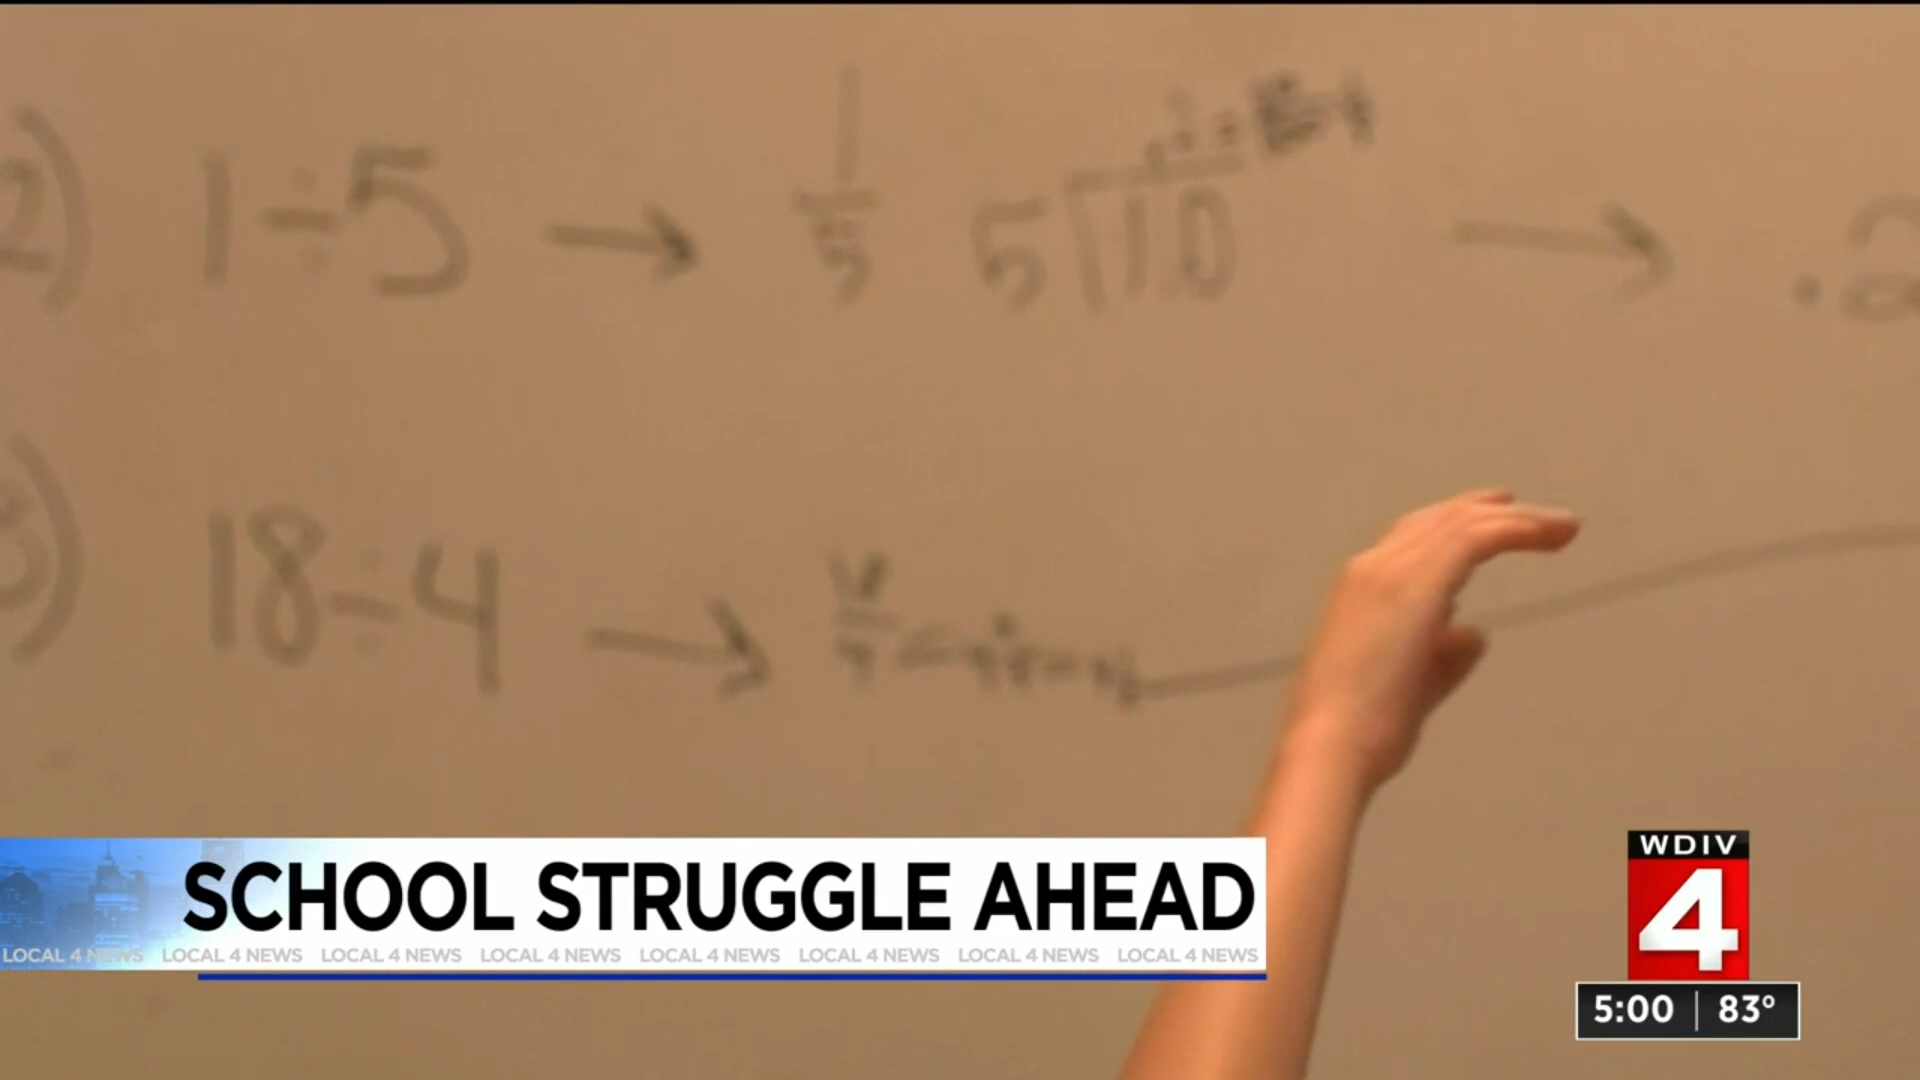 2) 1÷5 → 1/5 5 1.0 → .2
18÷4 →
SCHOOL STRUGGLE AHEAD
LOCAL 4 NEWS LOCAL 4 NEWS LOCAL 4 NEWS LOCAL 4 NEWS LOCAL 4 NEWS LOCAL 4 NEWS LOCAL 4 NEWS LOCAL 4 NEWS
WDIV
4
5:00 | 83°